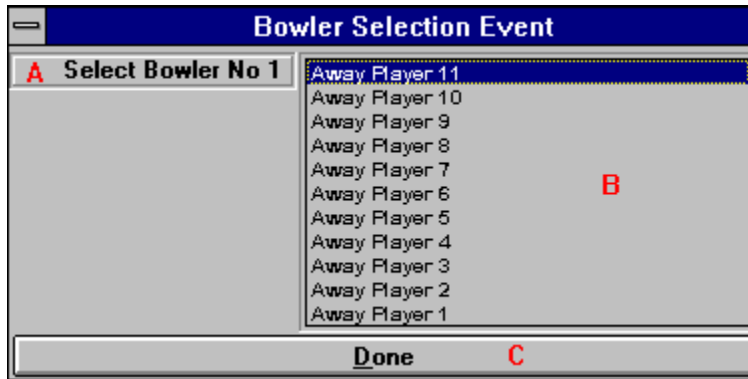 Bowler Selection Event
A Select Bowler No 1
Away Player 11
Away Player 10
Away Player 9
Away Player 8
Away Player 7
B
Away Player 6
Away Player 5
Away Player 4
Away Player 3
Away Player 2
Away Player 1
Done C